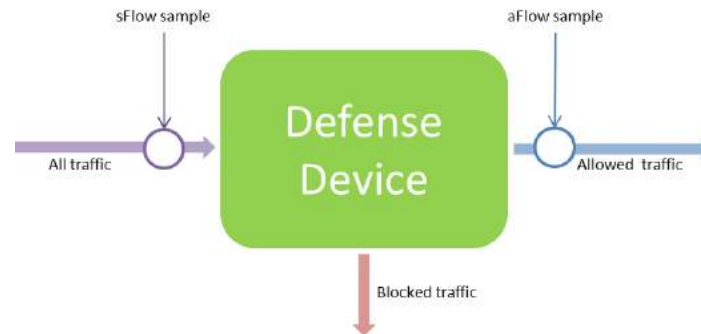 sFlow sample
aFlow sample
Defense
Device
All traffic
Allowed traffic
Blocked traffic